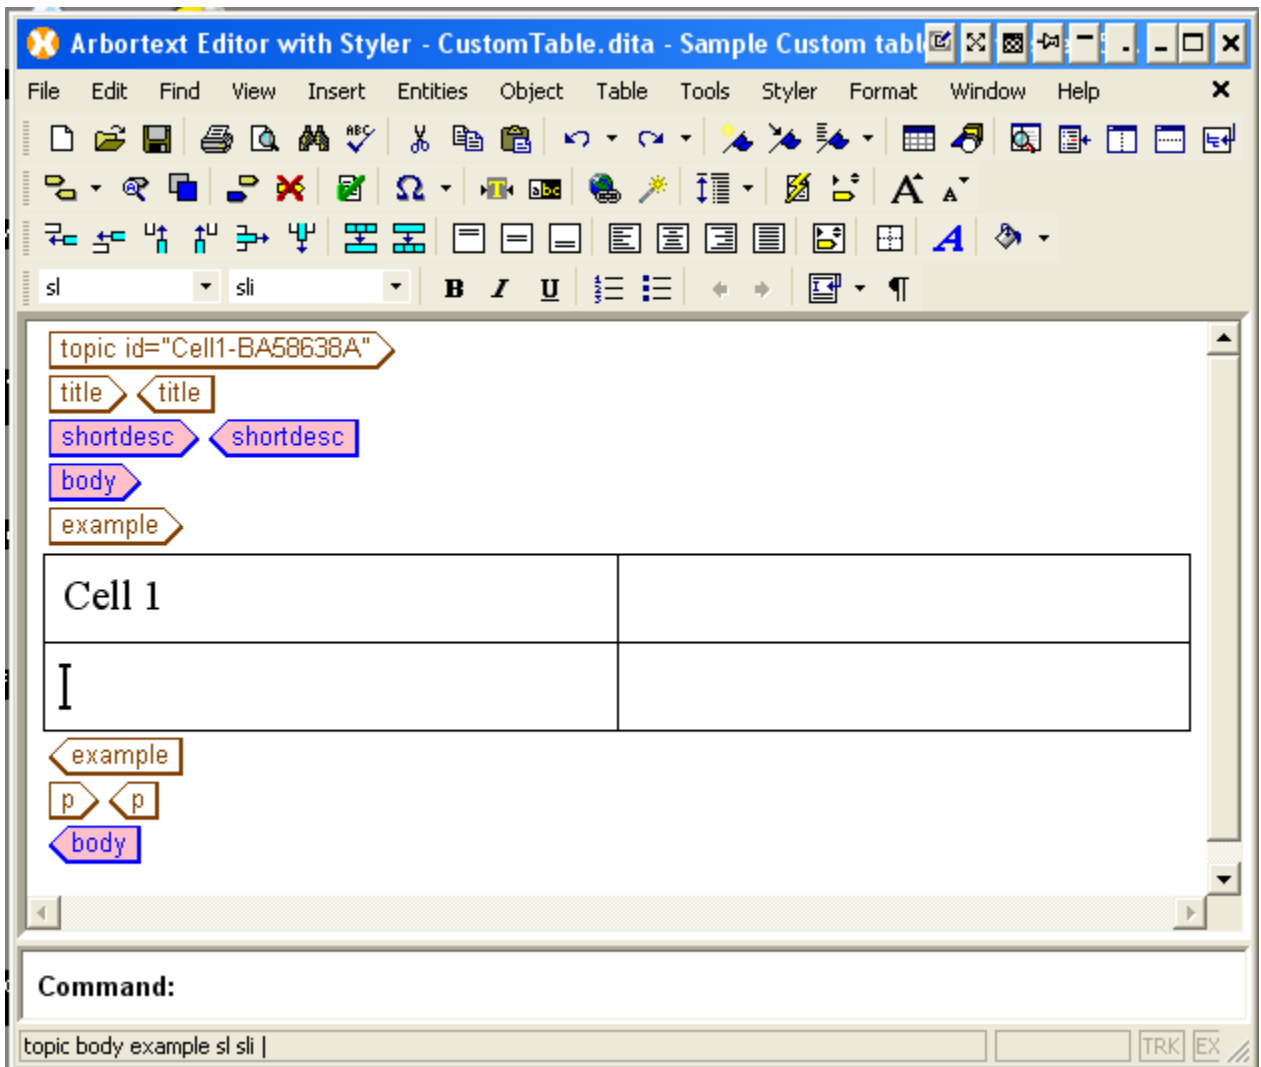 Arbortext Editor with Styler - CustomTable.dita - Sample Custom tabl
File Edit Find View Insert Entities Object Table Tools Styler Format Window Help
ABC
Ω T abc
A A
A
sl sli B I U ¶
topic id="Cell1-BA58638A"
title title
shortdesc shortdesc
body
example
Cell 1
example
p p
body
Command:
topic body example sl sli |
TRK EX